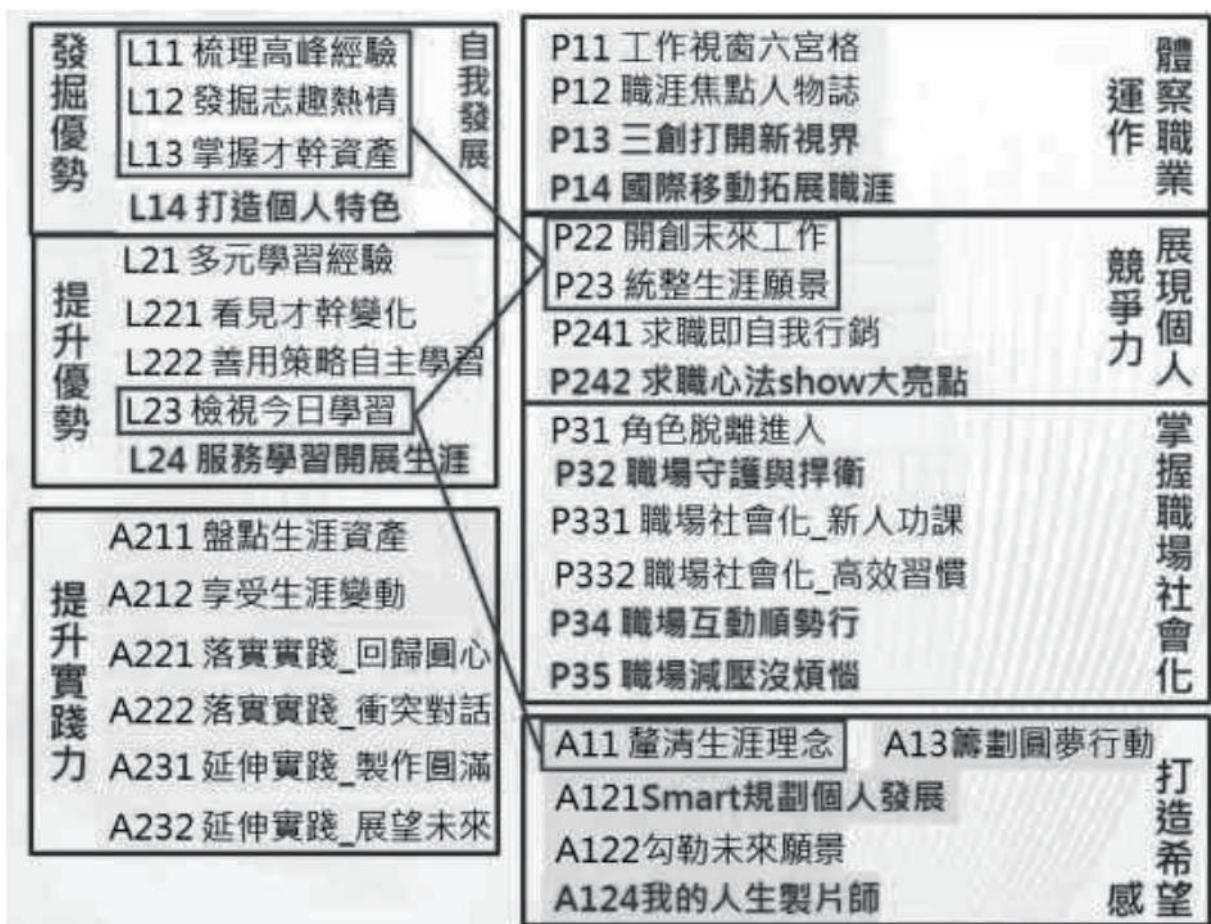 發掘優勢
L11 梳理高峰經驗
L12 發掘志趣熱情
L13 掌握才幹資產
L14 打造個人特色
自我發展
提升優勢
L21 多元學習經驗
L221 看見才幹變化
L222 善用策略自主學習
L23 檢視今日學習
L24 服務學習開展生涯
提升實踐力
A211 盤點生涯資產
A212 享受生涯變動
A221 落實實踐_回歸圓心
A222 落實實踐_衝突對話
A231 延伸實踐_製作圓滿
A232 延伸實踐_展望未來
P11 工作視窗六宮格
P12 職涯焦點人物誌
P13 三創打開新視界
P14 國際移動拓展職涯
體察職業
運作
P22 開創未來工作
P23 統整生涯願景
P241 求職即自我行銷
P242 求職心法show大亮點
展現個人
競爭力
P31 角色脫離進入
P32 職場守護與捍衛
P331 職場社會化_新人功課
P332 職場社會化_高效習慣
P34 職場互動順勢行
P35 職場減壓沒煩惱
掌握職場社會化
A11 釐清生涯理念 A13籌劃圓夢行動
A121Smart規劃個人發展
A122勾勒未來願景
A124我的人生製片師
打造希望
感